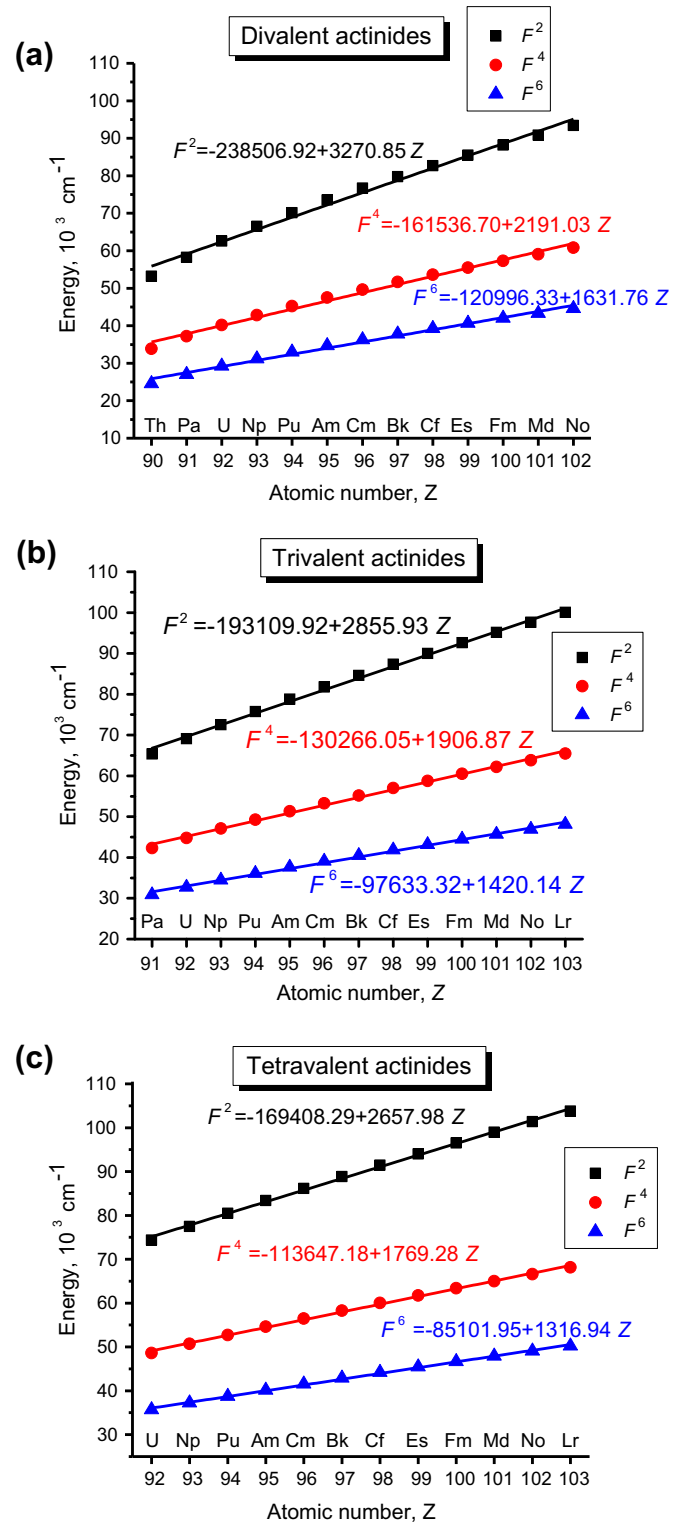 (a)
Divalent actinides
F²
F⁴
F⁶
110
100
90
80
70
60
50
40
30
20
10
Energy, 10³ cm⁻¹
F²=-238506.92+3270.85 Z
F⁴=-161536.70+2191.03 Z
F⁶=-120996.33+1631.76 Z
Th Pa U Np Pu Am Cm Bk Cf Es Fm Md No
90 91 92 93 94 95 96 97 98 99 100 101 102
Atomic number, Z
(b)
Trivalent actinides
110
100
90
80
70
60
50
40
30
20
Energy, 10³ cm⁻¹
F² =-193109.92+2855.93 Z
F²
F⁴
F⁶
F⁴ =-130266.05+1906.87 Z
F⁶ =-97633.32+1420.14 Z
Pa U Np Pu Am Cm Bk Cf Es Fm Md No Lr
91 92 93 94 95 96 97 98 99 100 101 102 103
Atomic number, Z
(c)
Tetravalent actinides
110
100
90
80
70
60
50
40
30
Energy, 10³ cm⁻¹
F²=-169408.29+2657.98 Z
F²
F⁴
F⁶
F⁴ =-113647.18+1769.28 Z
F⁶ =-85101.95+1316.94 Z
U Np Pu Am Cm Bk Cf Es Fm Md No Lr
92 93 94 95 96 97 98 99 100 101 102 103
Atomic number, Z